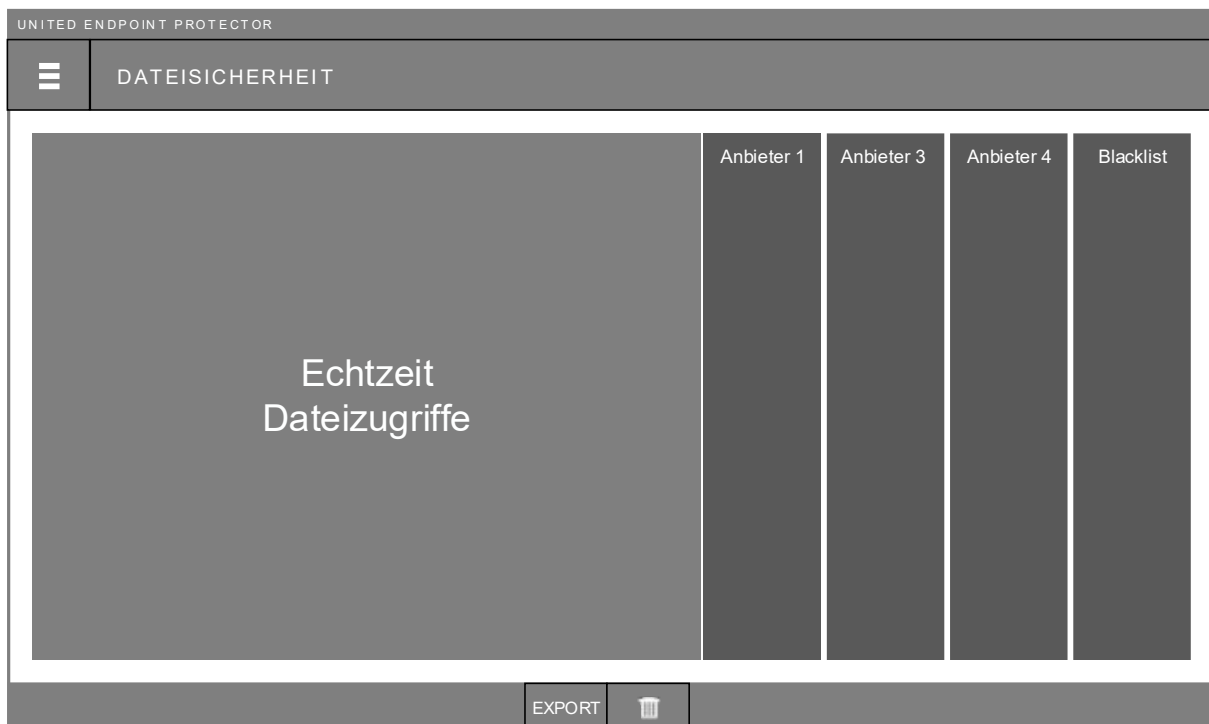 UNITED ENDPOINT PROTECTOR
DATEISICHERHEIT
Anbieter 1
Anbieter 3
Anbieter 4
Blacklist
Echtzeit
Dateizugriffe
EXPORT